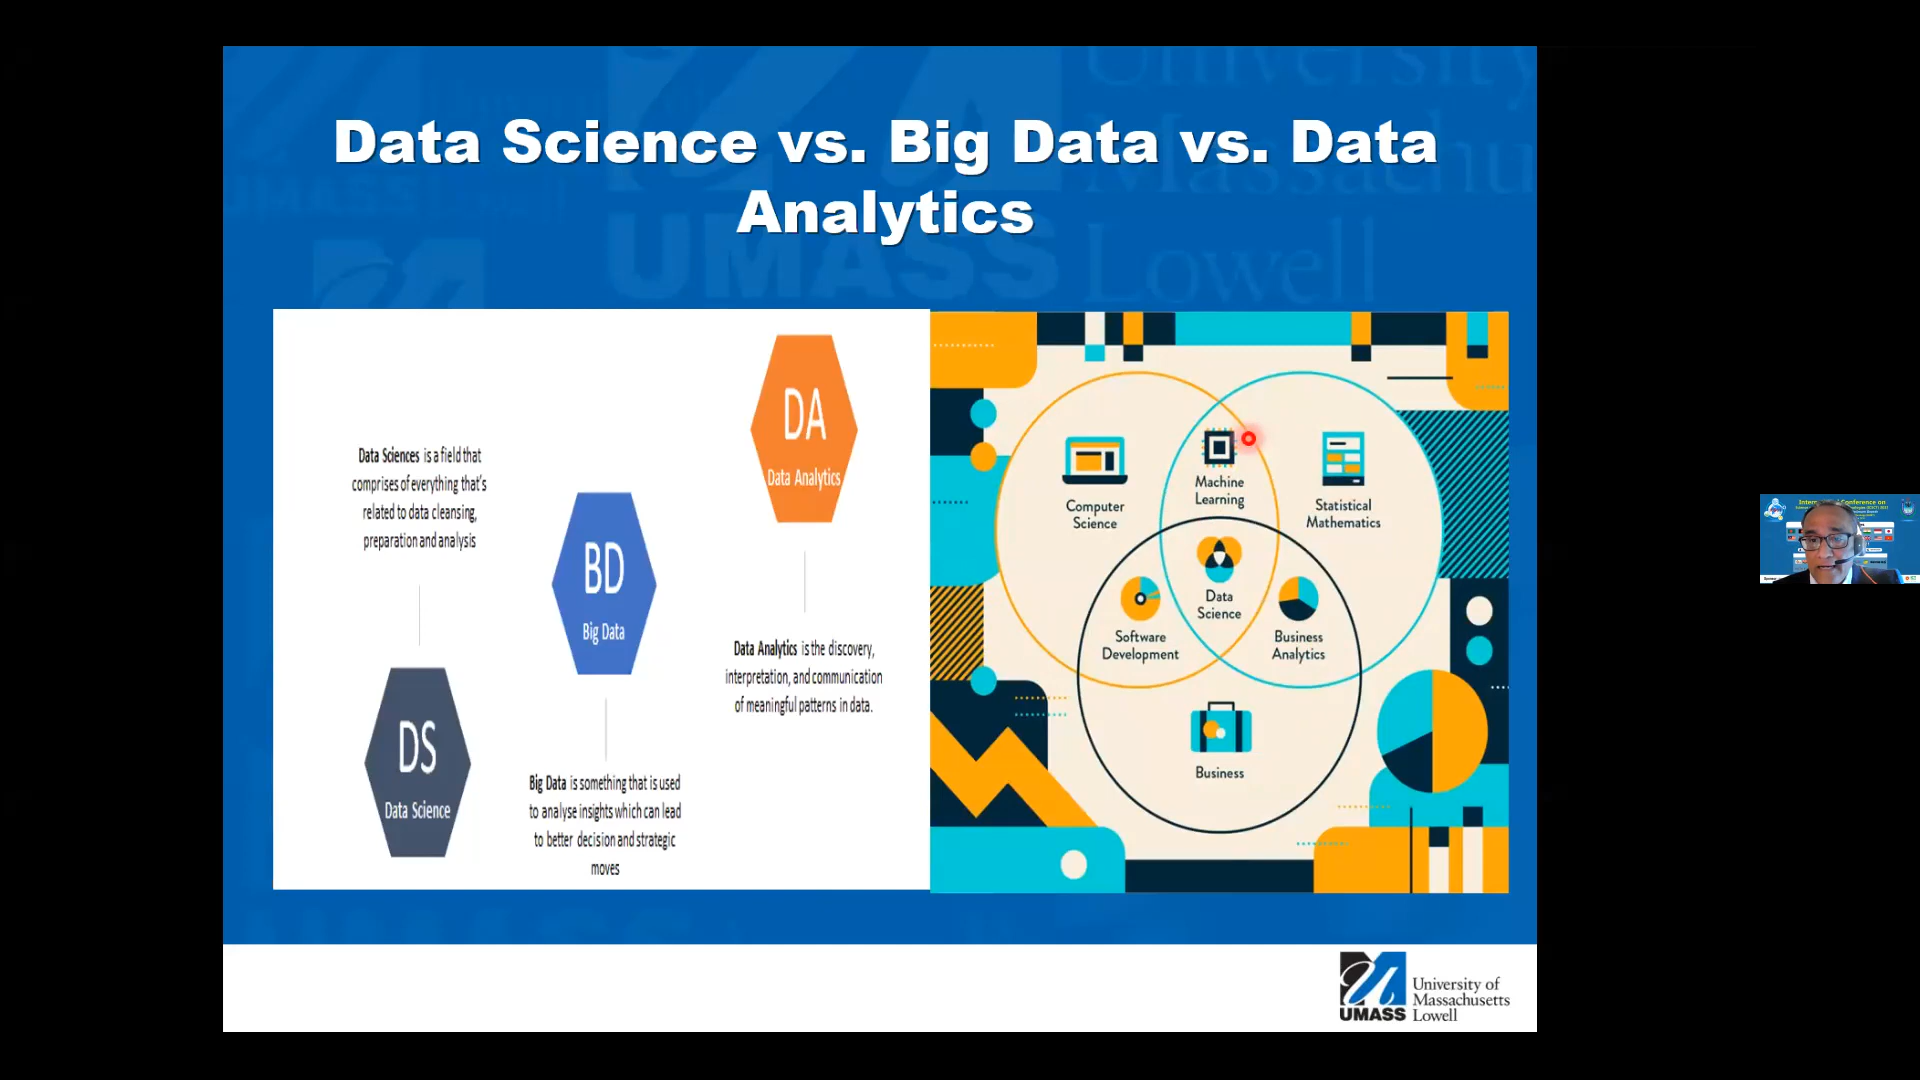 Data Science vs. Big Data vs. Data
Analytics
Data Sciences is a field that
comprises of everything that's
related to data cleansing,
preparation and analysis
DS
Data Science
BD
Big Data
Big Data is something that is used
to analyse insights which can lead
to better decision and strategic
moves
DA
Data Analytics
Data Analytics is the discovery,
interpretation, and communication
of meaningful patterns in data.
Computer
Science
Machine
Learning
Statistical
Mathematics
Data
Science
Software
Development
Business
Analytics
Business
University of
Massachusetts
Lowell
UMASS
University
Massachu
UMASS Lowell